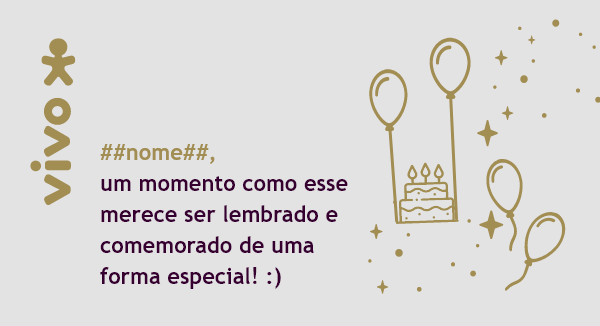 vivo
##nome##,
um momento como esse
merece ser lembrado e
comemorado de uma
forma especial! :)